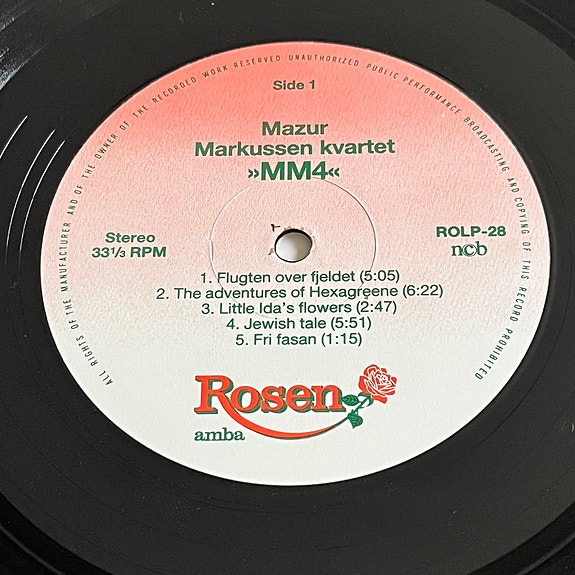 ALL RIGHTS OF THE MANUFACTURER AND OF THE OWNER OF THE RECORDED WORK RESERVED UNAUTHORIZED PUBLIC PERFORMANCE BROADCASTING AND COPYING OF THIS RECORD PROHIBITED
Side 1
Mazur
Markussen kvartet
»MM4«
Stereo
33⅓ RPM
ROLP-28
ncb
1. Flugten over fjeldet (5:05)
2. The adventures of Hexagreene (6:22)
3. Little Ida's flowers (2:47)
4. Jewish tale (5:51)
5. Fri fasan (1:15)
Rosen
amba